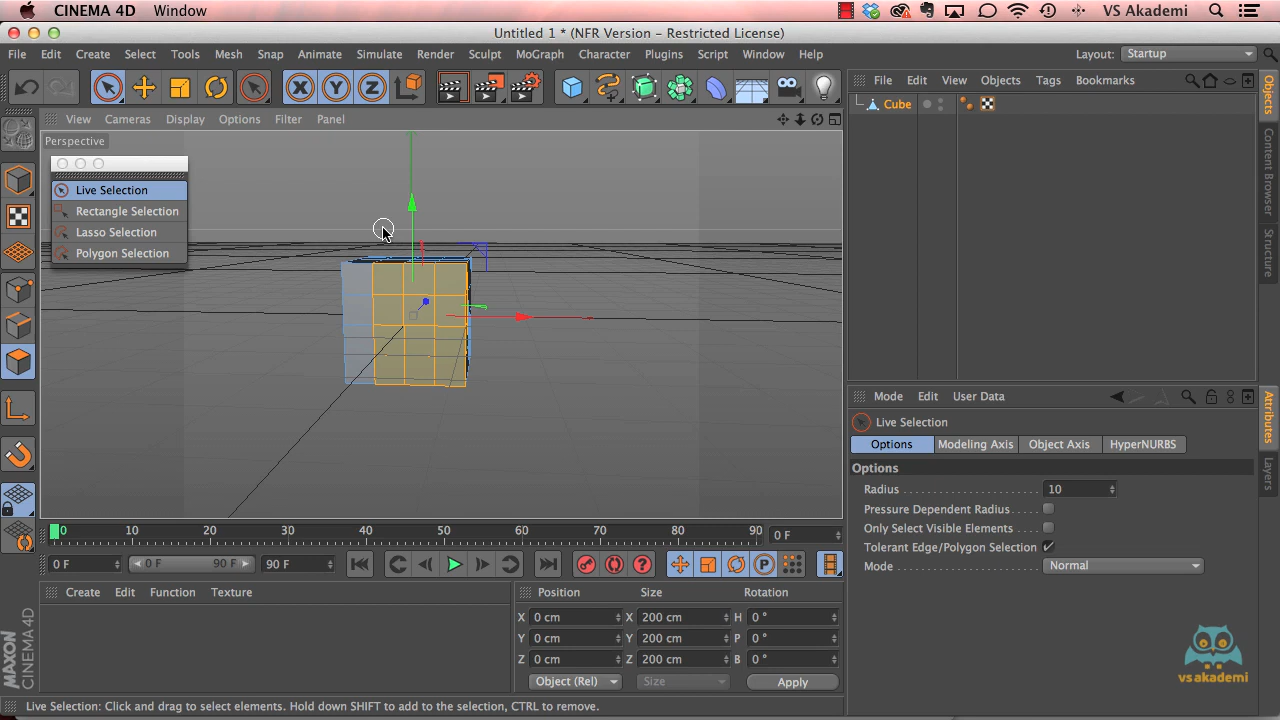 CINEMA 4D Window VS Akademi
Untitled 1 * (NFR Version - Restricted License)
File Edit Create Select Tools Mesh Snap Animate Simulate Render Sculpt MoGraph Character Plugins Script Window Help Layout: Startup
X Y Z
File Edit View Objects Tags Bookmarks
Cube
View Cameras Display Options Filter Panel
Perspective
Live Selection
Rectangle Selection
Lasso Selection
Polygon Selection
Objects
Content Browser
Structure
Mode Edit User Data
Live Selection
Options Modeling Axis Object Axis HyperNURBS
Options
Radius 10
Pressure Dependent Radius
Only Select Visible Elements
Tolerant Edge/Polygon Selection
Mode Normal
Attributes
Layers
0 10 20 30 40 50 60 70 80 90 0 F
0 F 0 F 90 F 90 F P
Create Edit Function Texture
Position Size Rotation
X 0 cm X 200 cm H 0 °
Y 0 cm Y 200 cm P 0 °
Z 0 cm Z 200 cm B 0 °
Object (Rel) Size Apply
MAXON
CINEMA 4D
vsakademi
Live Selection: Click and drag to select elements. Hold down SHIFT to add to the selection, CTRL to remove.